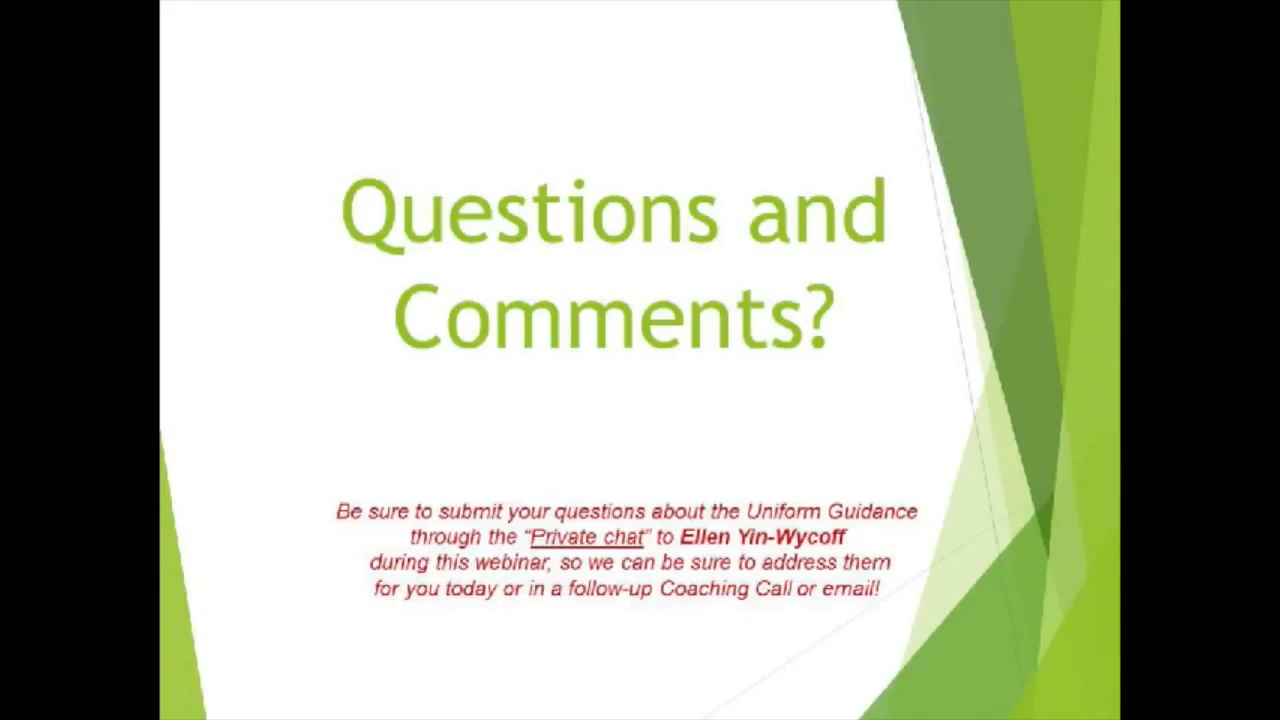 Questions and
Comments?
Be sure to submit your questions about the Uniform Guidance
through the “Private chat” to Ellen Yin-Wycoff
during this webinar, so we can be sure to address them
for you today or in a follow-up Coaching Call or email!